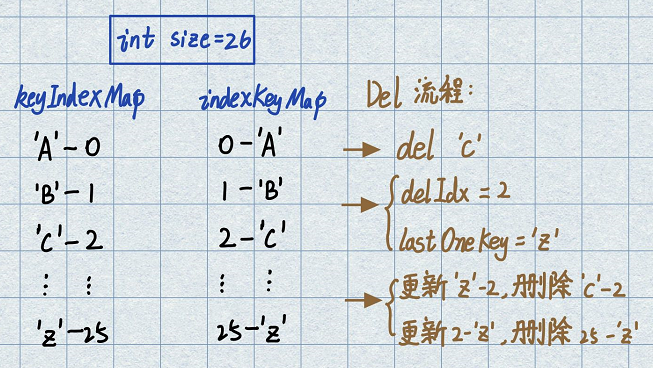 int size=26
keyIndexMap
indexKeyMap
Del 流程:
'A'-0
0-'A'
del 'C'
'B'-1
1-'B'
delIdx=2
'C'-2
2-'C'
lastOneKey='z'
⋮ ⋮
⋮ ⋮
更新'z'-2,删除'C'-2
'z'-25
25-'z'
更新2-'z',删除25-'z'